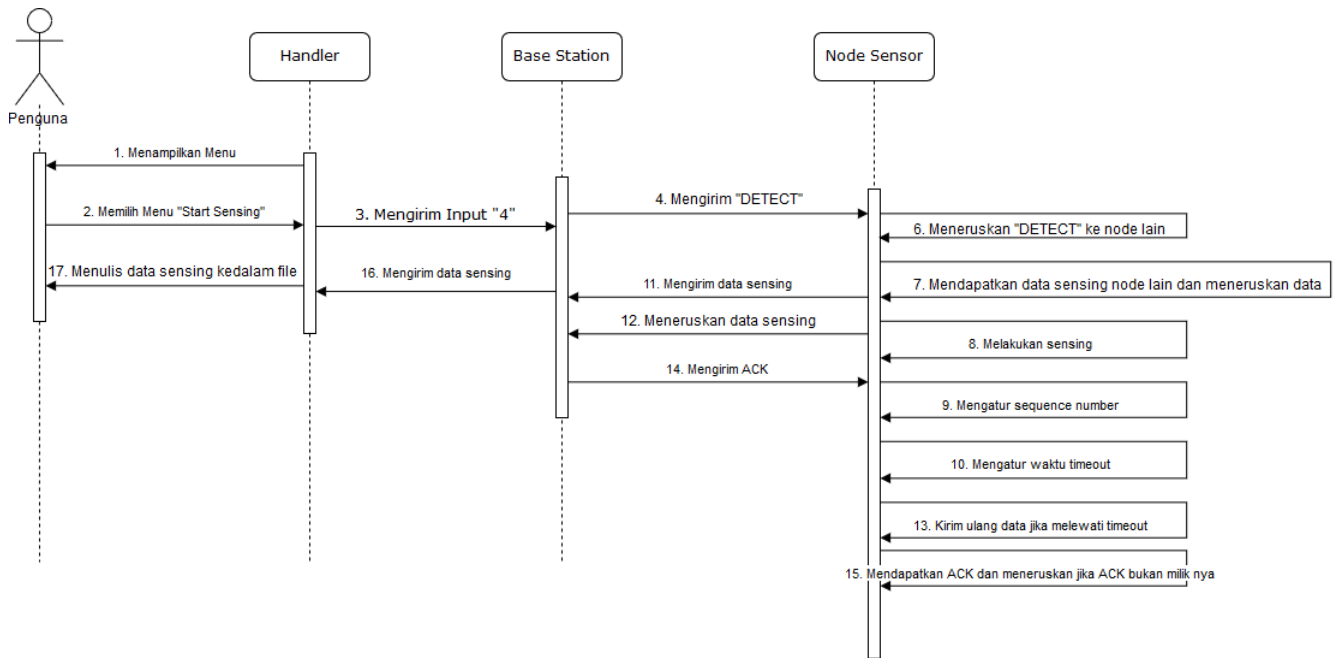 Handler
Base Station
Node Sensor
Penguna
1. Menampilkan Menu
2. Memilih Menu "Start Sensing"
3. Mengirim Input "4"
4. Mengirim "DETECT"
6. Meneruskan "DETECT" ke node lain
17. Menulis data sensing kedalam file
16. Mengirim data sensing
11. Mengirim data sensing
7. Mendapatkan data sensing node lain dan meneruskan data
12. Meneruskan data sensing
8. Melakukan sensing
14. Mengirim ACK
9. Mengatur sequence number
10. Mengatur waktu timeout
13. Kirim ulang data jika melewati timeout
15. Mendapatkan ACK dan meneruskan jika ACK bukan milik nya